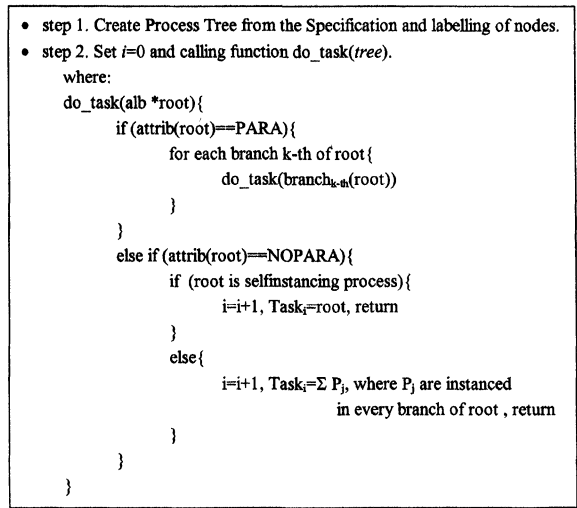 • step 1. Create Process Tree from the Specification and labelling of nodes.
• step 2. Set i=0 and calling function do_task(tree).
where:
do_task(alb *root){
if (attrib(root)==PARA){
for each branch k-th of root{
do_task(branchk-th(root))
}
}
else if (attrib(root)==NOPARA){
if (root is selfinstancing process){
i=i+1, Taski=root, return
}
else{
i=i+1, Taski=Σ Pj, where Pj are instanced
in every branch of root , return
}
}
}